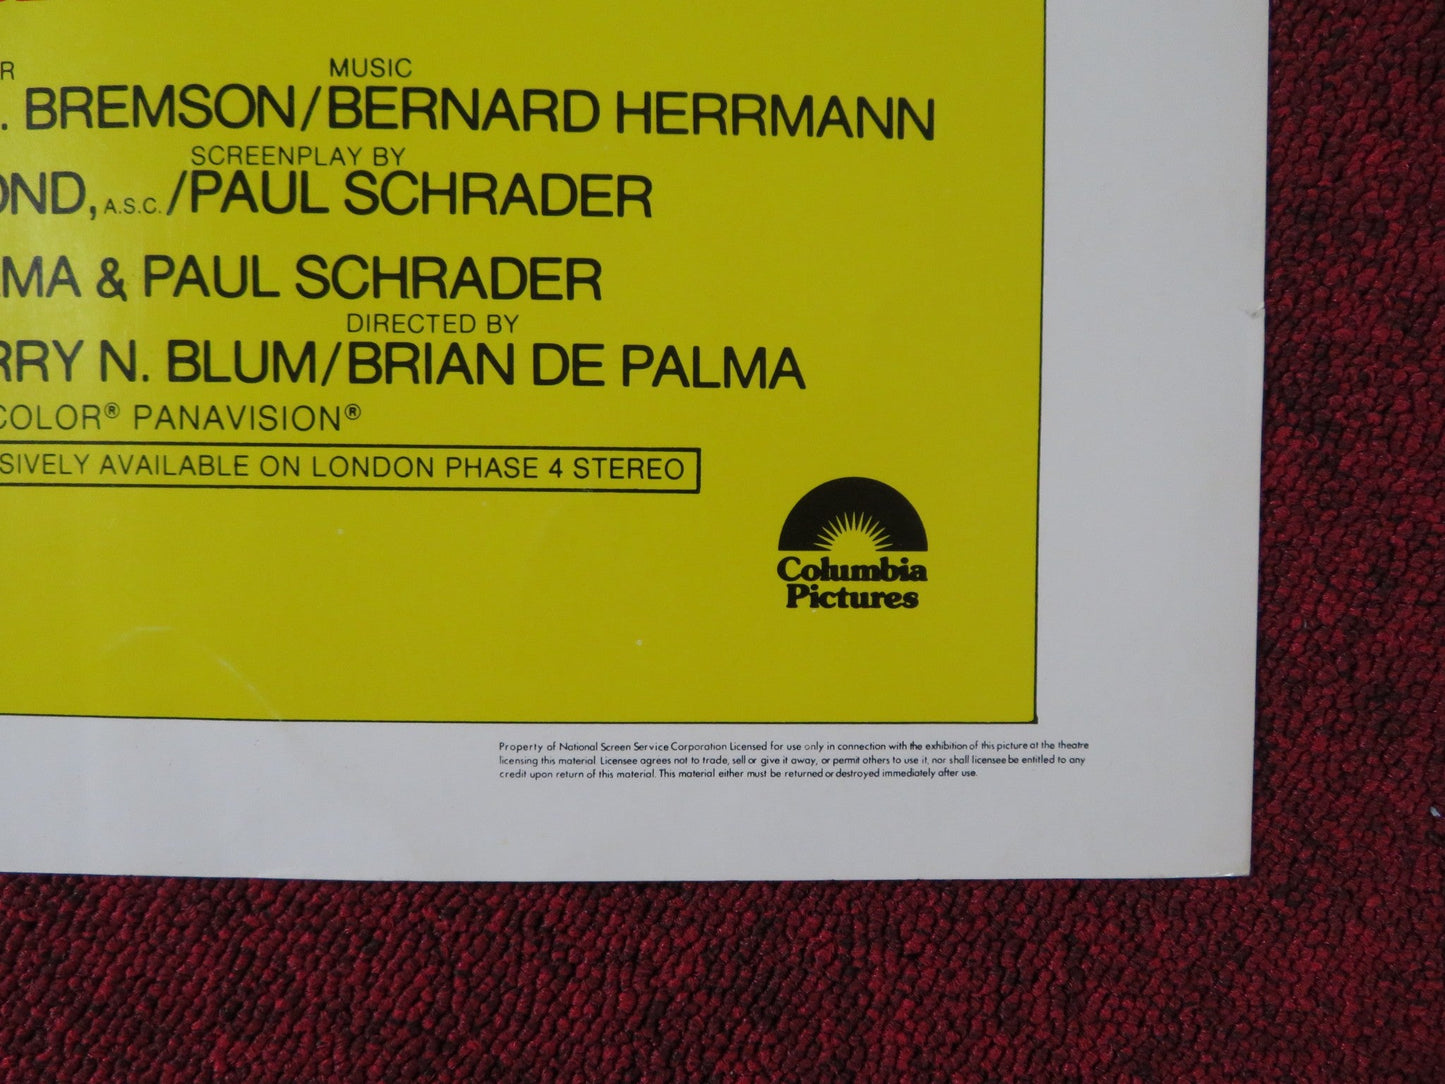 R MUSIC
. BREMSON/BERNARD HERRMANN
SCREENPLAY BY
OND, A.S.C./PAUL SCHRADER
LMA & PAUL SCHRADER
DIRECTED BY
RRY N. BLUM/BRIAN DE PALMA
COLOR® PANAVISION®
SIVELY AVAILABLE ON LONDON PHASE 4 STEREO
Columbia
Pictures
Property of National Screen Service Corporation Licensed for use only in connection with the exhibition of this picture at the theatre
licensing this material. Licensee agrees not to trade, sell or give it away, or permit others to use it, nor shall licensee be entitled to any
credit upon return of this material. This material either must be returned or destroyed immediately after use.